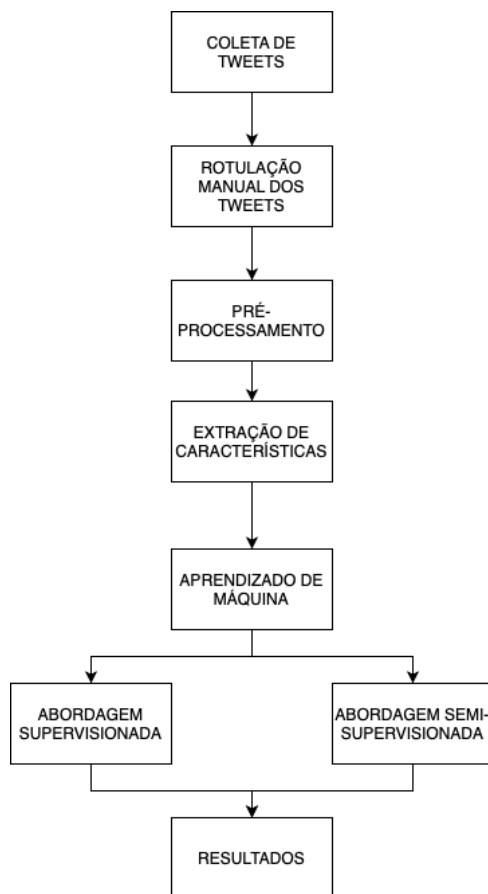 COLETA DE
TWEETS
ROTULAÇÃO
MANUAL DOS
TWEETS
PRÉ-
PROCESSAMENTO
EXTRAÇÃO DE
CARACTERÍSTICAS
APRENDIZADO DE
MÁQUINA
ABORDAGEM
SUPERVISIONADA
ABORDAGEM SEMI-
SUPERVISIONADA
RESULTADOS